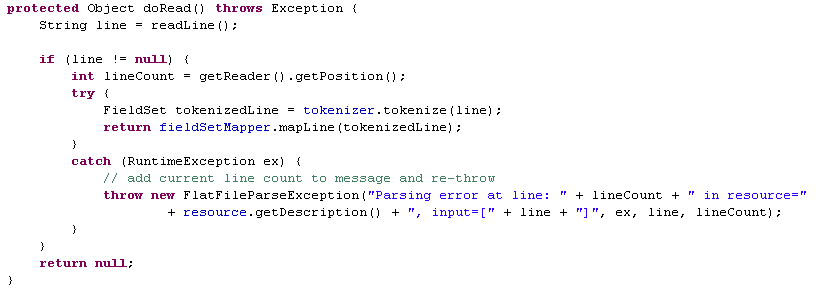 protected Object doRead() throws Exception {
    String line = readLine();

    if (line != null) {
        int lineCount = getReader().getPosition();
        try {
            FieldSet tokenizedLine = tokenizer.tokenize(line);
            return fieldSetMapper.mapLine(tokenizedLine);
        }
        catch (RuntimeException ex) {
            // add current line count to message and re-throw
            throw new FlatFileParseException("Parsing error at line: " + lineCount + " in resource="
                    + resource.getDescription() + ", input=[" + line + "]", ex, line, lineCount);
        }
    }
    return null;
}